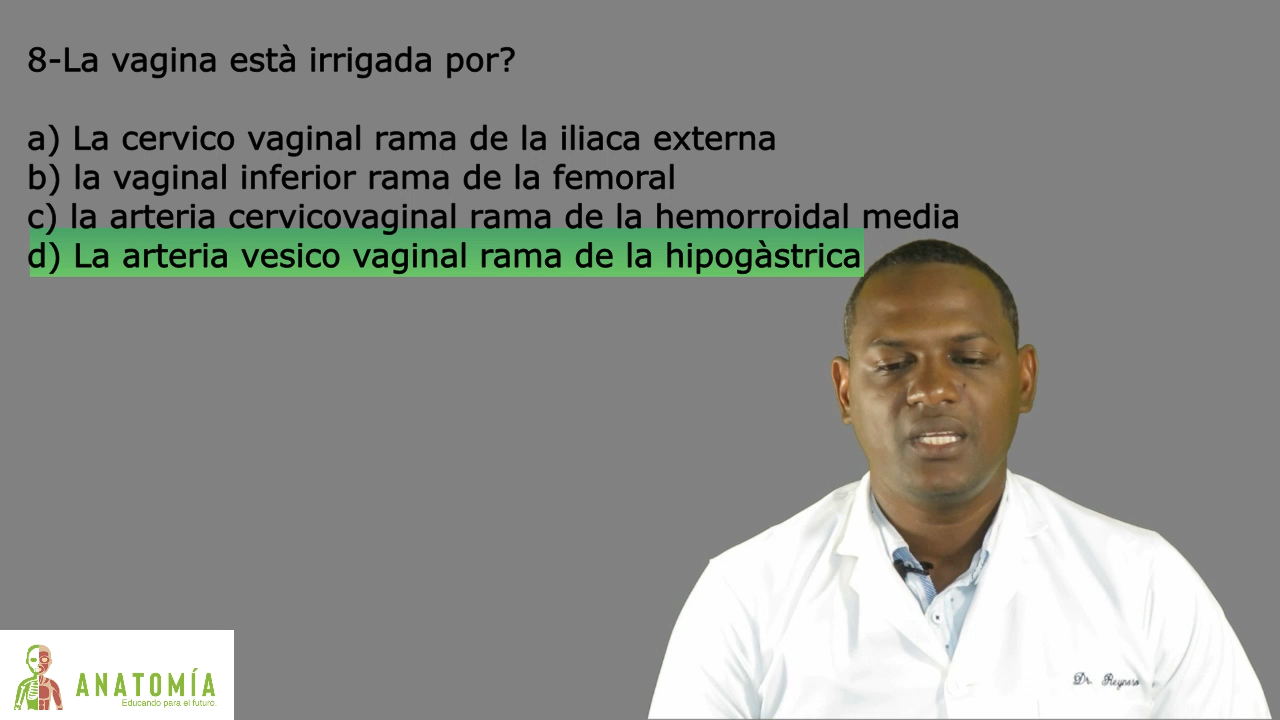 8-La vagina està irrigada por?
a) La cervico vaginal rama de la iliaca externa
b) la vaginal inferior rama de la femoral
c) la arteria cervicovaginal rama de la hemorroidal media
d) La arteria vesico vaginal rama de la hipogàstrica
Dr. Reynoso
ANATOMÍA
Educando para el futuro.